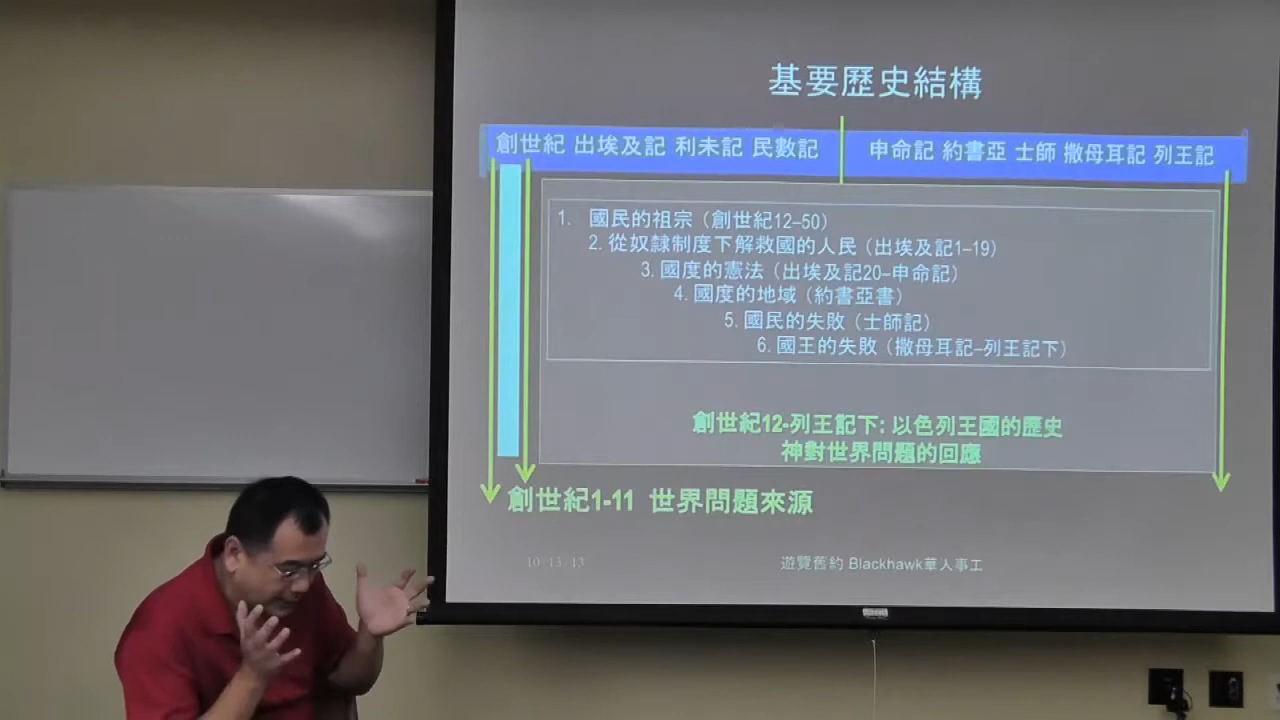 基要歷史結構
創世紀 出埃及記 利未記 民數記 申命記 約書亞 士師 撒母耳記 列王記
1. 國民的祖宗（創世紀12–50）
2. 從奴隸制度下解救國的人民（出埃及記1–19）
3. 國度的憲法（出埃及記20–申命記）
4. 國度的地域（約書亞書）
5. 國民的失敗（士師記）
6. 國王的失敗（撒母耳記–列王記下）
創世紀12-列王記下: 以色列王國的歷史
神對世界問題的回應
創世紀1-11 世界問題來源
10/13/13 遊覽舊約 Blackhawk華人事工